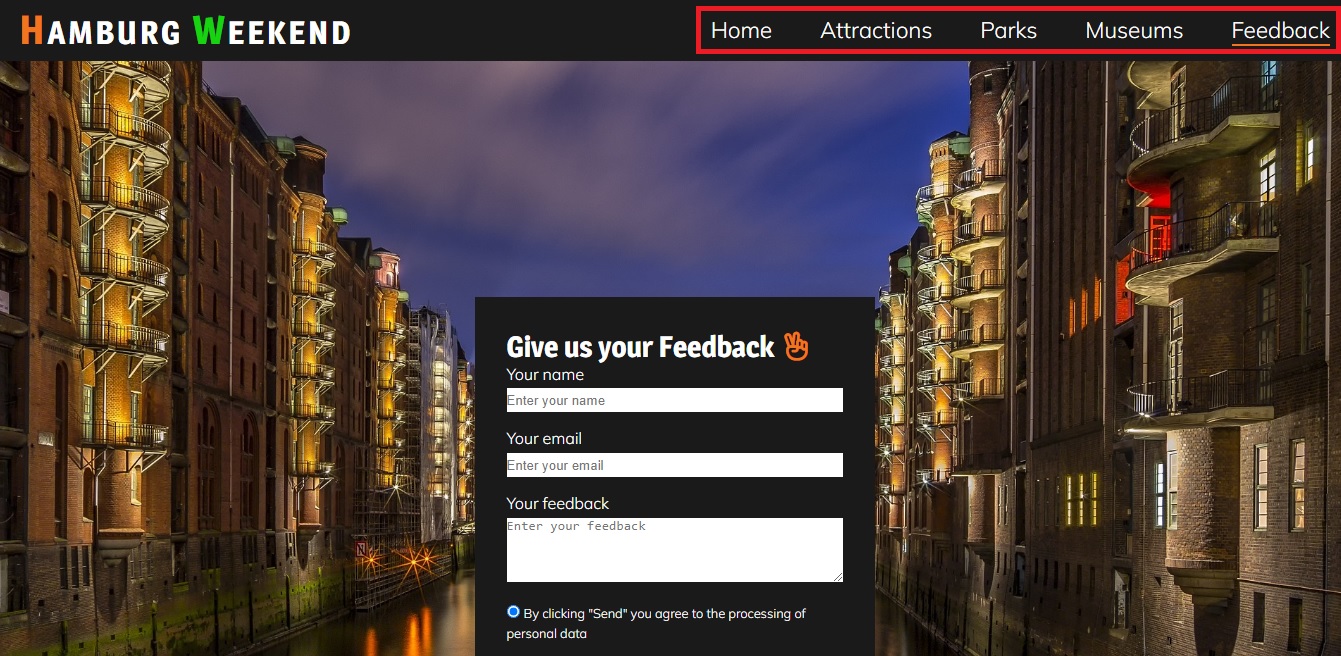 HAMBURG WEEKEND
Home Attractions Parks Museums Feedback
Give us your Feedback
Your name
Enter your name
Your email
Enter your email
Your feedback
Enter your feedback
By clicking "Send" you agree to the processing of
personal data